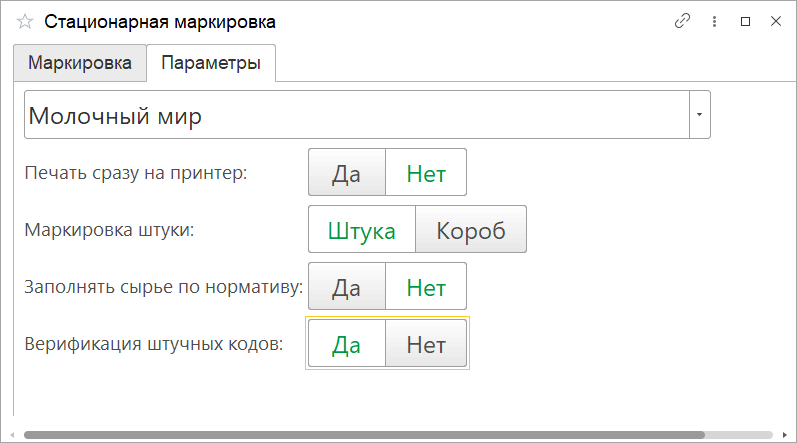 Стационарная маркировка
Маркировка Параметры
Молочный мир
Печать сразу на принтер: Да Нет
Маркировка штуки: Штука Короб
Заполнять сырье по нормативу: Да Нет
Верификация штучных кодов: Да Нет